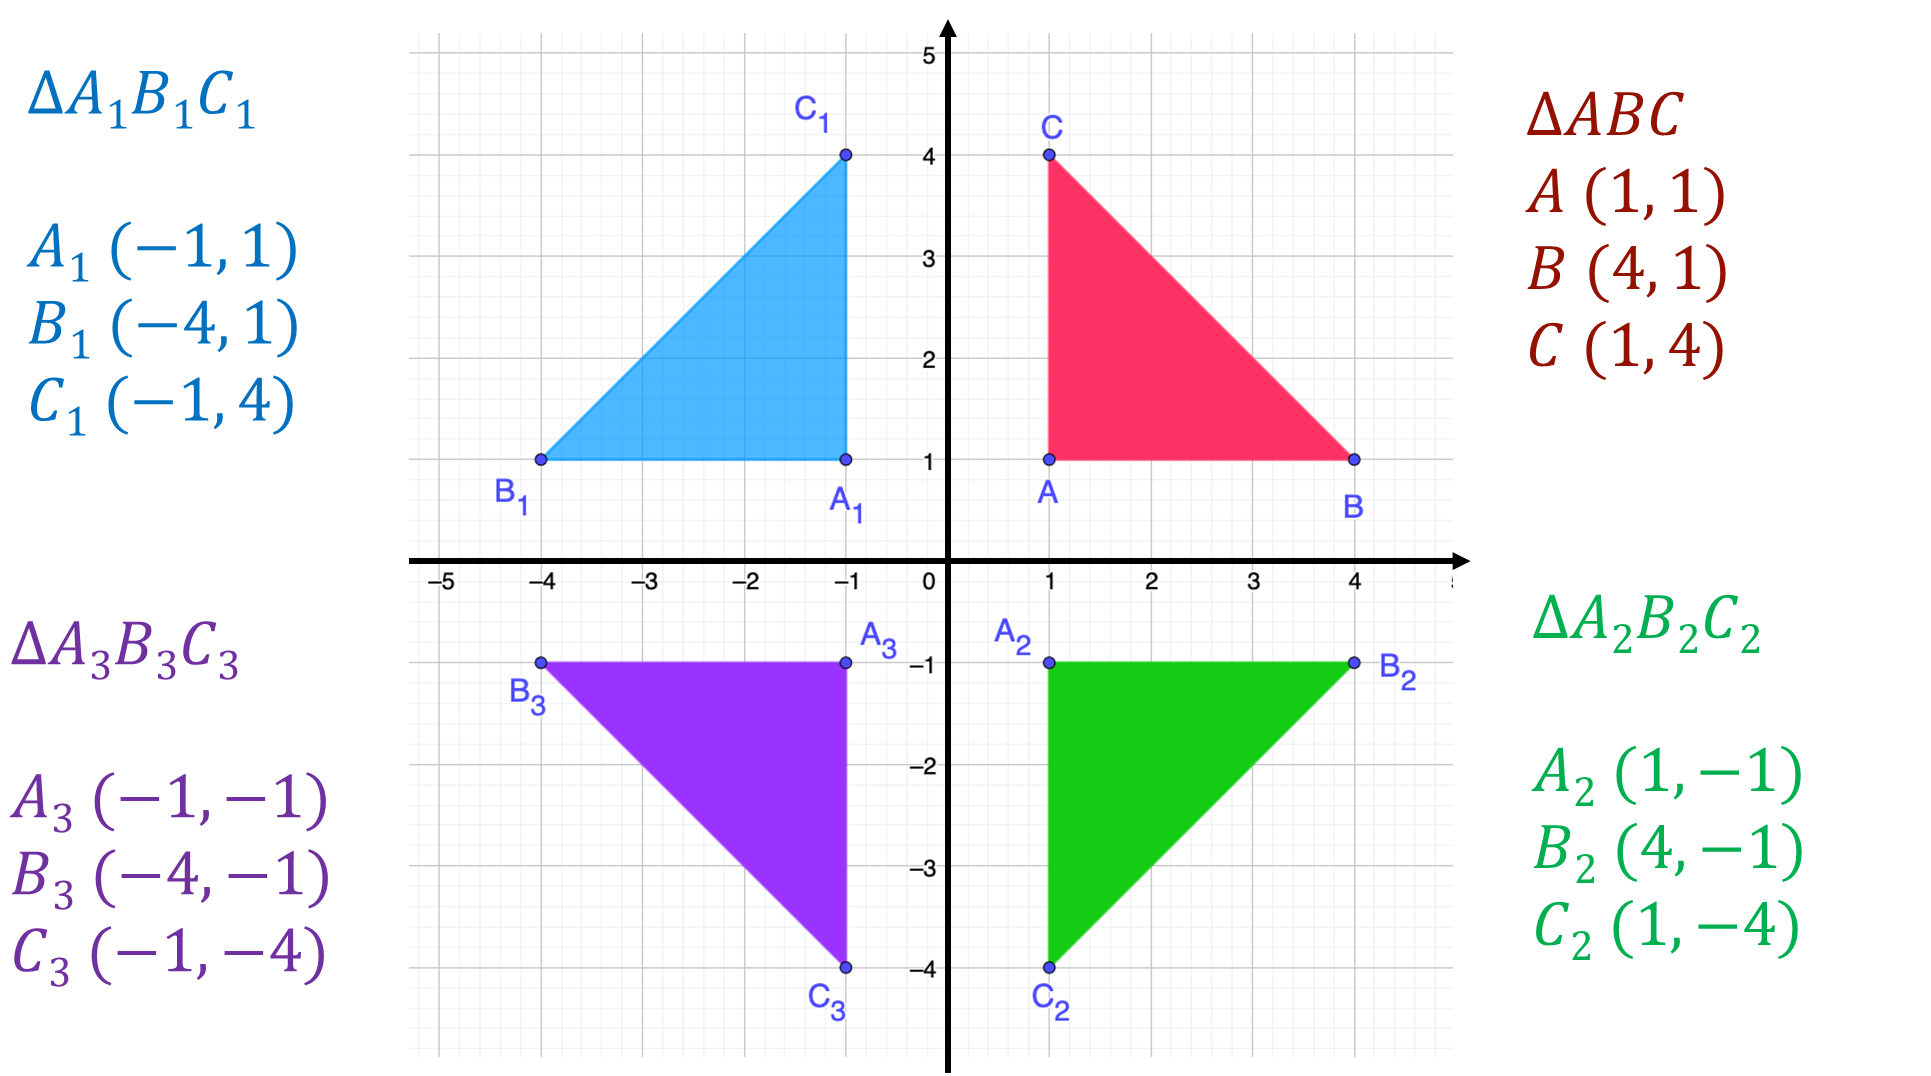 ΔA₁B₁C₁
A₁ (−1, 1)
B₁ (−4, 1)
C₁ (−1, 4)
ΔA₃B₃C₃
A₃ (−1, −1)
B₃ (−4, −1)
C₃ (−1, −4)
5
C₁
C
4
3
2
1
B₁
A₁
A
B
−5 −4 −3 −2 −1 0 1 2 3 4
A₃
A₂
−1
B₃
B₂
−2
−3
−4
C₃
C₂
ΔABC
A (1, 1)
B (4, 1)
C (1, 4)
ΔA₂B₂C₂
A₂ (1, −1)
B₂ (4, −1)
C₂ (1, −4)